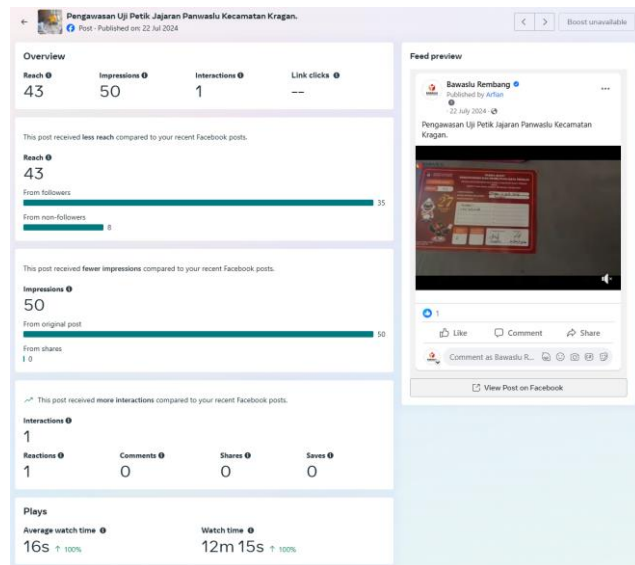 Pengawasan Uji Petik Jajaran Panwaslu Kecamatan Kragan.
Post · Published on: 22 Jul 2024
Boost unavailable
Overview
Reach Impressions Interactions Link clicks
43 50 1 --
This post received less reach compared to your recent Facebook posts.
Reach
43
From followers
35
From non-followers
8
This post received fewer impressions compared to your recent Facebook posts.
Impressions
50
From original post
50
From shares
0
This post received more interactions compared to your recent Facebook posts.
Interactions
1
Reactions Comments Shares Saves
1 0 0 0
Plays
Average watch time Watch time
16s ↑ 100% 12m 15s ↑ 100%
Feed preview
Bawaslu Rembang
Published by Arfian
· 22 July 2024 ·
Pengawasan Uji Petik Jajaran Panwaslu Kecamatan
Kragan.
1
Like Comment Share
Comment as Bawaslu R...
View Post on Facebook